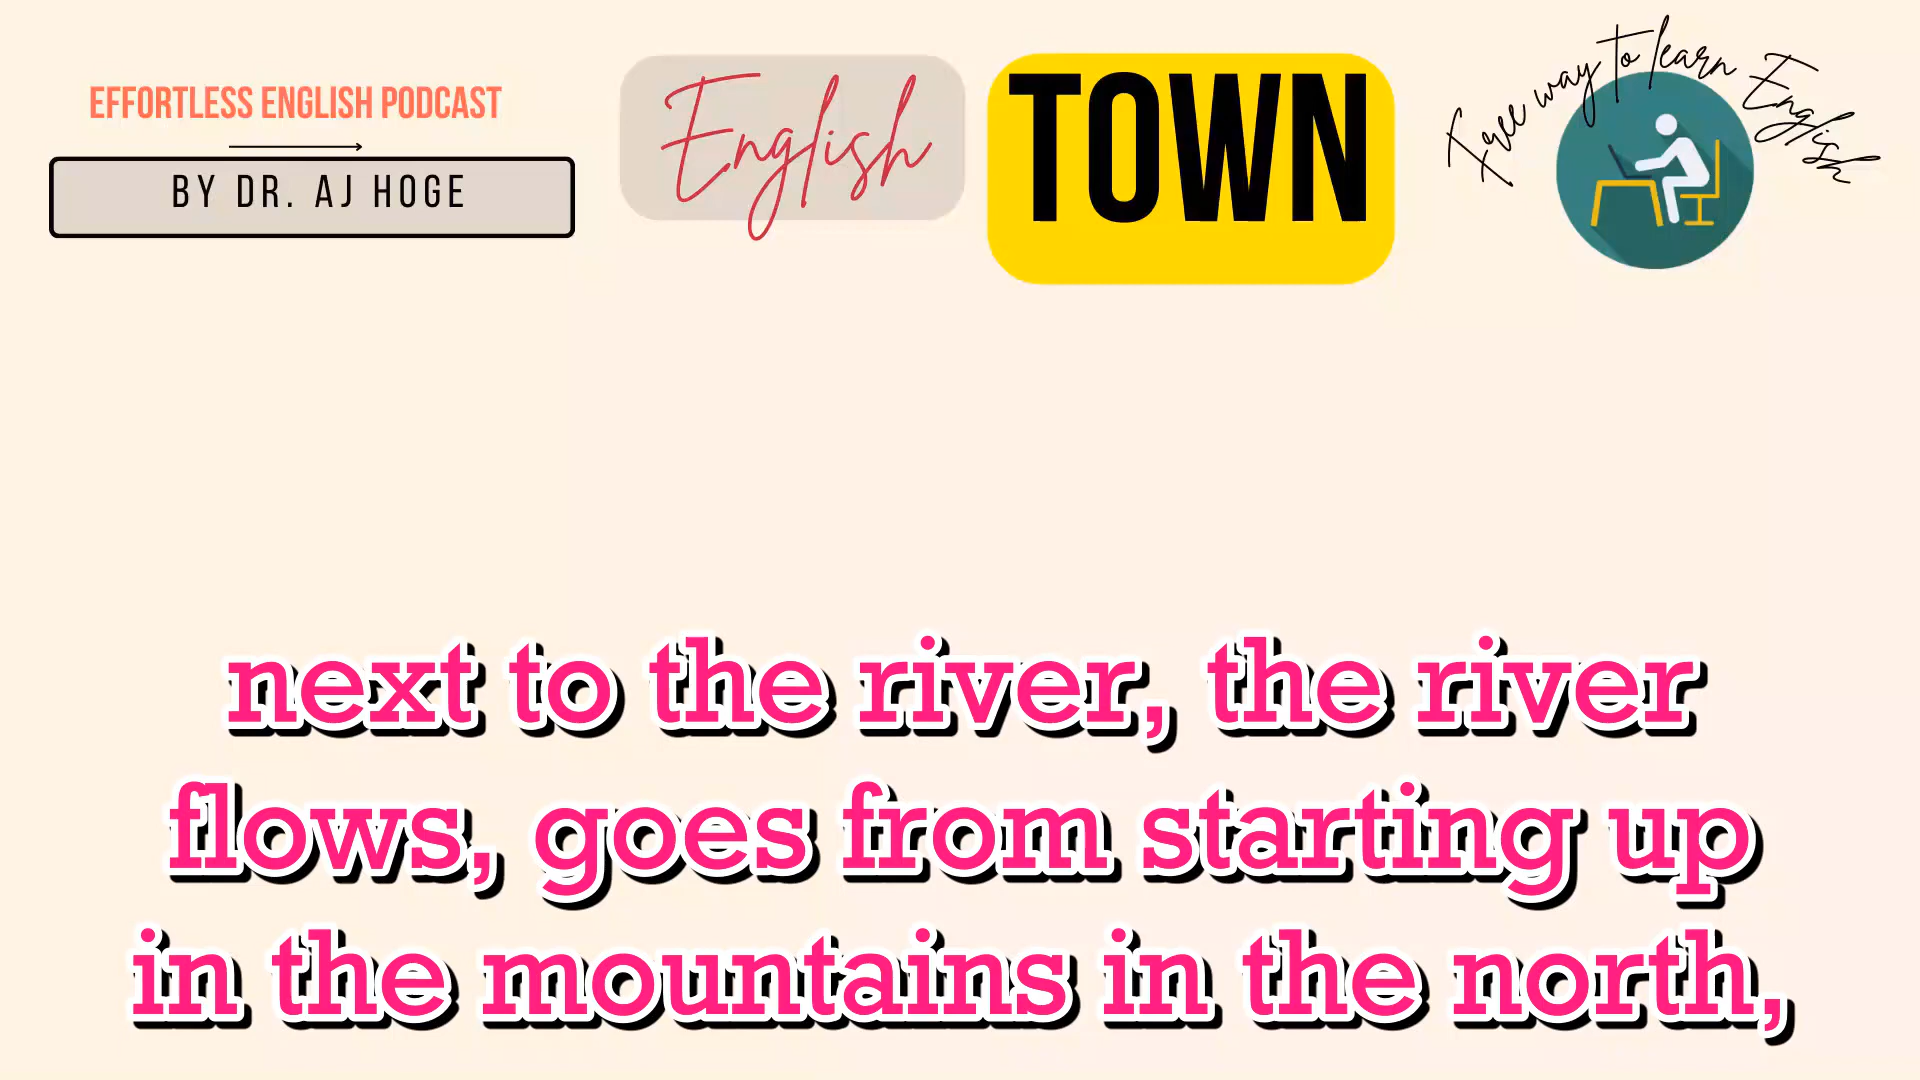 EFFORTLESS ENGLISH PODCAST
BY DR. AJ HOGE
English
TOWN
Free way to learn English
next to the river, the river
flows, goes from starting up
in the mountains in the north,